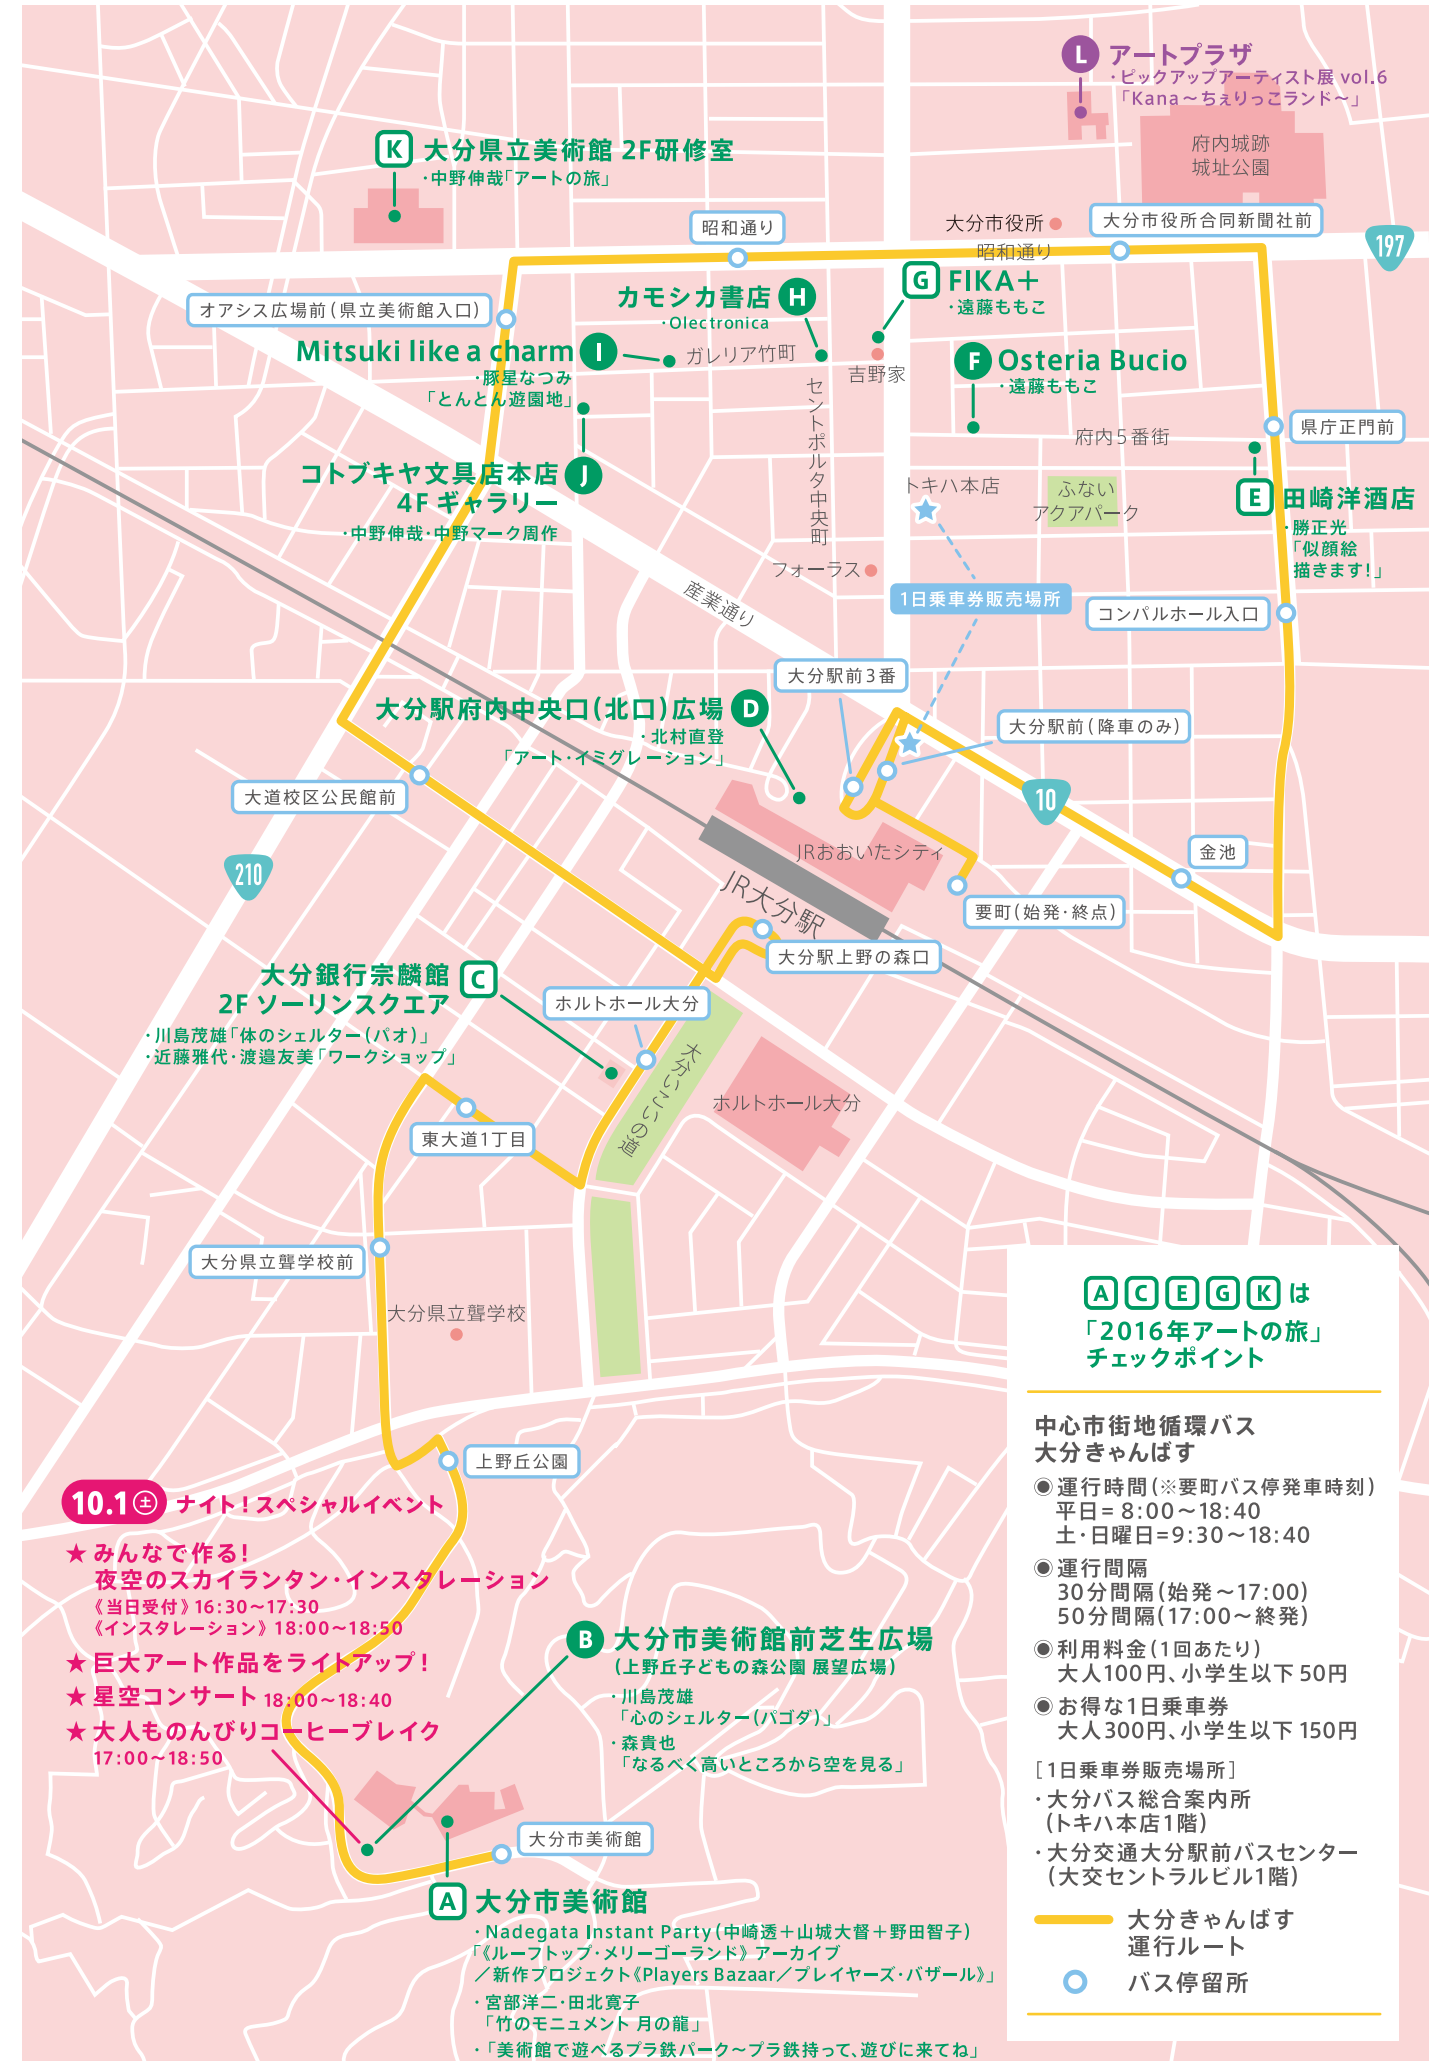 L アートプラザ
・ピックアップアーティスト展 vol.6
「Kana～ちぇりっこランド～」
府内城跡
城址公園
K 大分県立美術館 2F研修室
・中野伸哉「アートの旅」
昭和通り
大分市役所
大分市役所合同新聞社前
昭和通り
197
G FIKA＋
・遠藤ももこ
カモシカ書店 H
・Olectronica
オアシス広場前(県立美術館入口)
Mitsuki like a charm I
・豚星なつみ
「とんとん遊園地」
ガレリア竹町
吉野家
F Osteria Bucio
・遠藤ももこ
セントポルタ中央町
府内5番街
県庁正門前
コトブキヤ文具店本店 J
4F ギャラリー
・中野伸哉・中野マーク周作
トキハ本店
ふない
アクアパーク
E 田崎洋酒店
・勝正光
「似顔絵
描きます！」
フォーラス
産業通り
1日乗車券販売場所
コンパルホール入口
大分駅前3番
大分駅府内中央口(北口)広場 D
・北村直登
「アート・イミグレーション」
大分駅前(降車のみ)
大道校区公民館前
10
210
JRおおいたシティ
金池
JR大分駅
要町(始発・終点)
大分駅上野の森口
大分銀行宗麟館 C
2F ソーリンスクエア
・川島茂雄「体のシェルター(パオ)」
・近藤雅代・渡邉友美「ワークショップ」
ホルトホール大分
大分いこいの道
ホルトホール大分
東大道1丁目
大分県立聾学校前
大分県立聾学校
上野丘公園
10.1㊏ ナイト！スペシャルイベント
★ みんなで作る！
夜空のスカイランタン・インスタレーション
《当日受付》16:30～17:30
《インスタレーション》18:00～18:50
★ 巨大アート作品をライトアップ！
★ 星空コンサート 18:00～18:40
★ 大人ものんびりコーヒーブレイク
17:00～18:50
B 大分市美術館前芝生広場
(上野丘子どもの森公園 展望広場)
・川島茂雄
「心のシェルター(パゴダ)」
・森貴也
「なるべく高いところから空を見る」
大分市美術館
A 大分市美術館
・Nadegata Instant Party(中崎透＋山城大督＋野田智子)
「《ルーフトップ・メリーゴーランド》アーカイブ
／新作プロジェクト《Players Bazaar／プレイヤーズ・バザール》」
・宮部洋二・田北寛子
「竹のモニュメント 月の龍」
・「美術館で遊べるプラ鉄パーク～プラ鉄持って、遊びに来てね」
A C E G K は
「2016年アートの旅」
チェックポイント
中心市街地循環バス
大分きゃんばす
◉運行時間(※要町バス停発車時刻)
平日＝8:00～18:40
土・日曜日＝9:30～18:40
◉運行間隔
30分間隔(始発～17:00)
50分間隔(17:00～終発)
◉利用料金(1回あたり)
大人100円、小学生以下50円
◉お得な1日乗車券
大人300円、小学生以下150円
［1日乗車券販売場所］
・大分バス総合案内所
(トキハ本店1階)
・大分交通大分駅前バスセンター
(大交セントラルビル1階)
大分きゃんばす
運行ルート
バス停留所